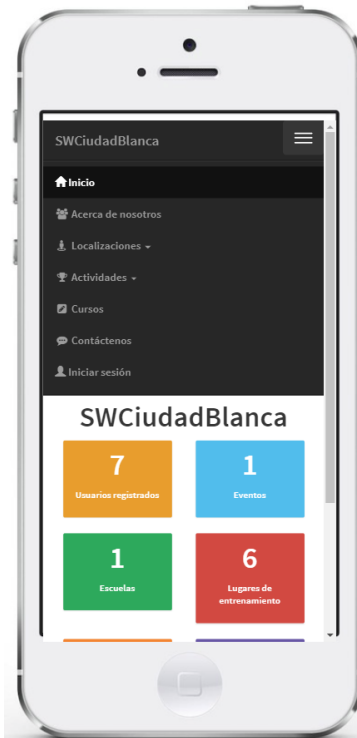 SWCiudadBlanca
Inicio
Acerca de nosotros
Localizaciones
Actividades
Cursos
Contáctenos
Iniciar sesión
SWCiudadBlanca
7
Usuarios registrados
1
Eventos
1
Escuelas
6
Lugares de
entrenamiento